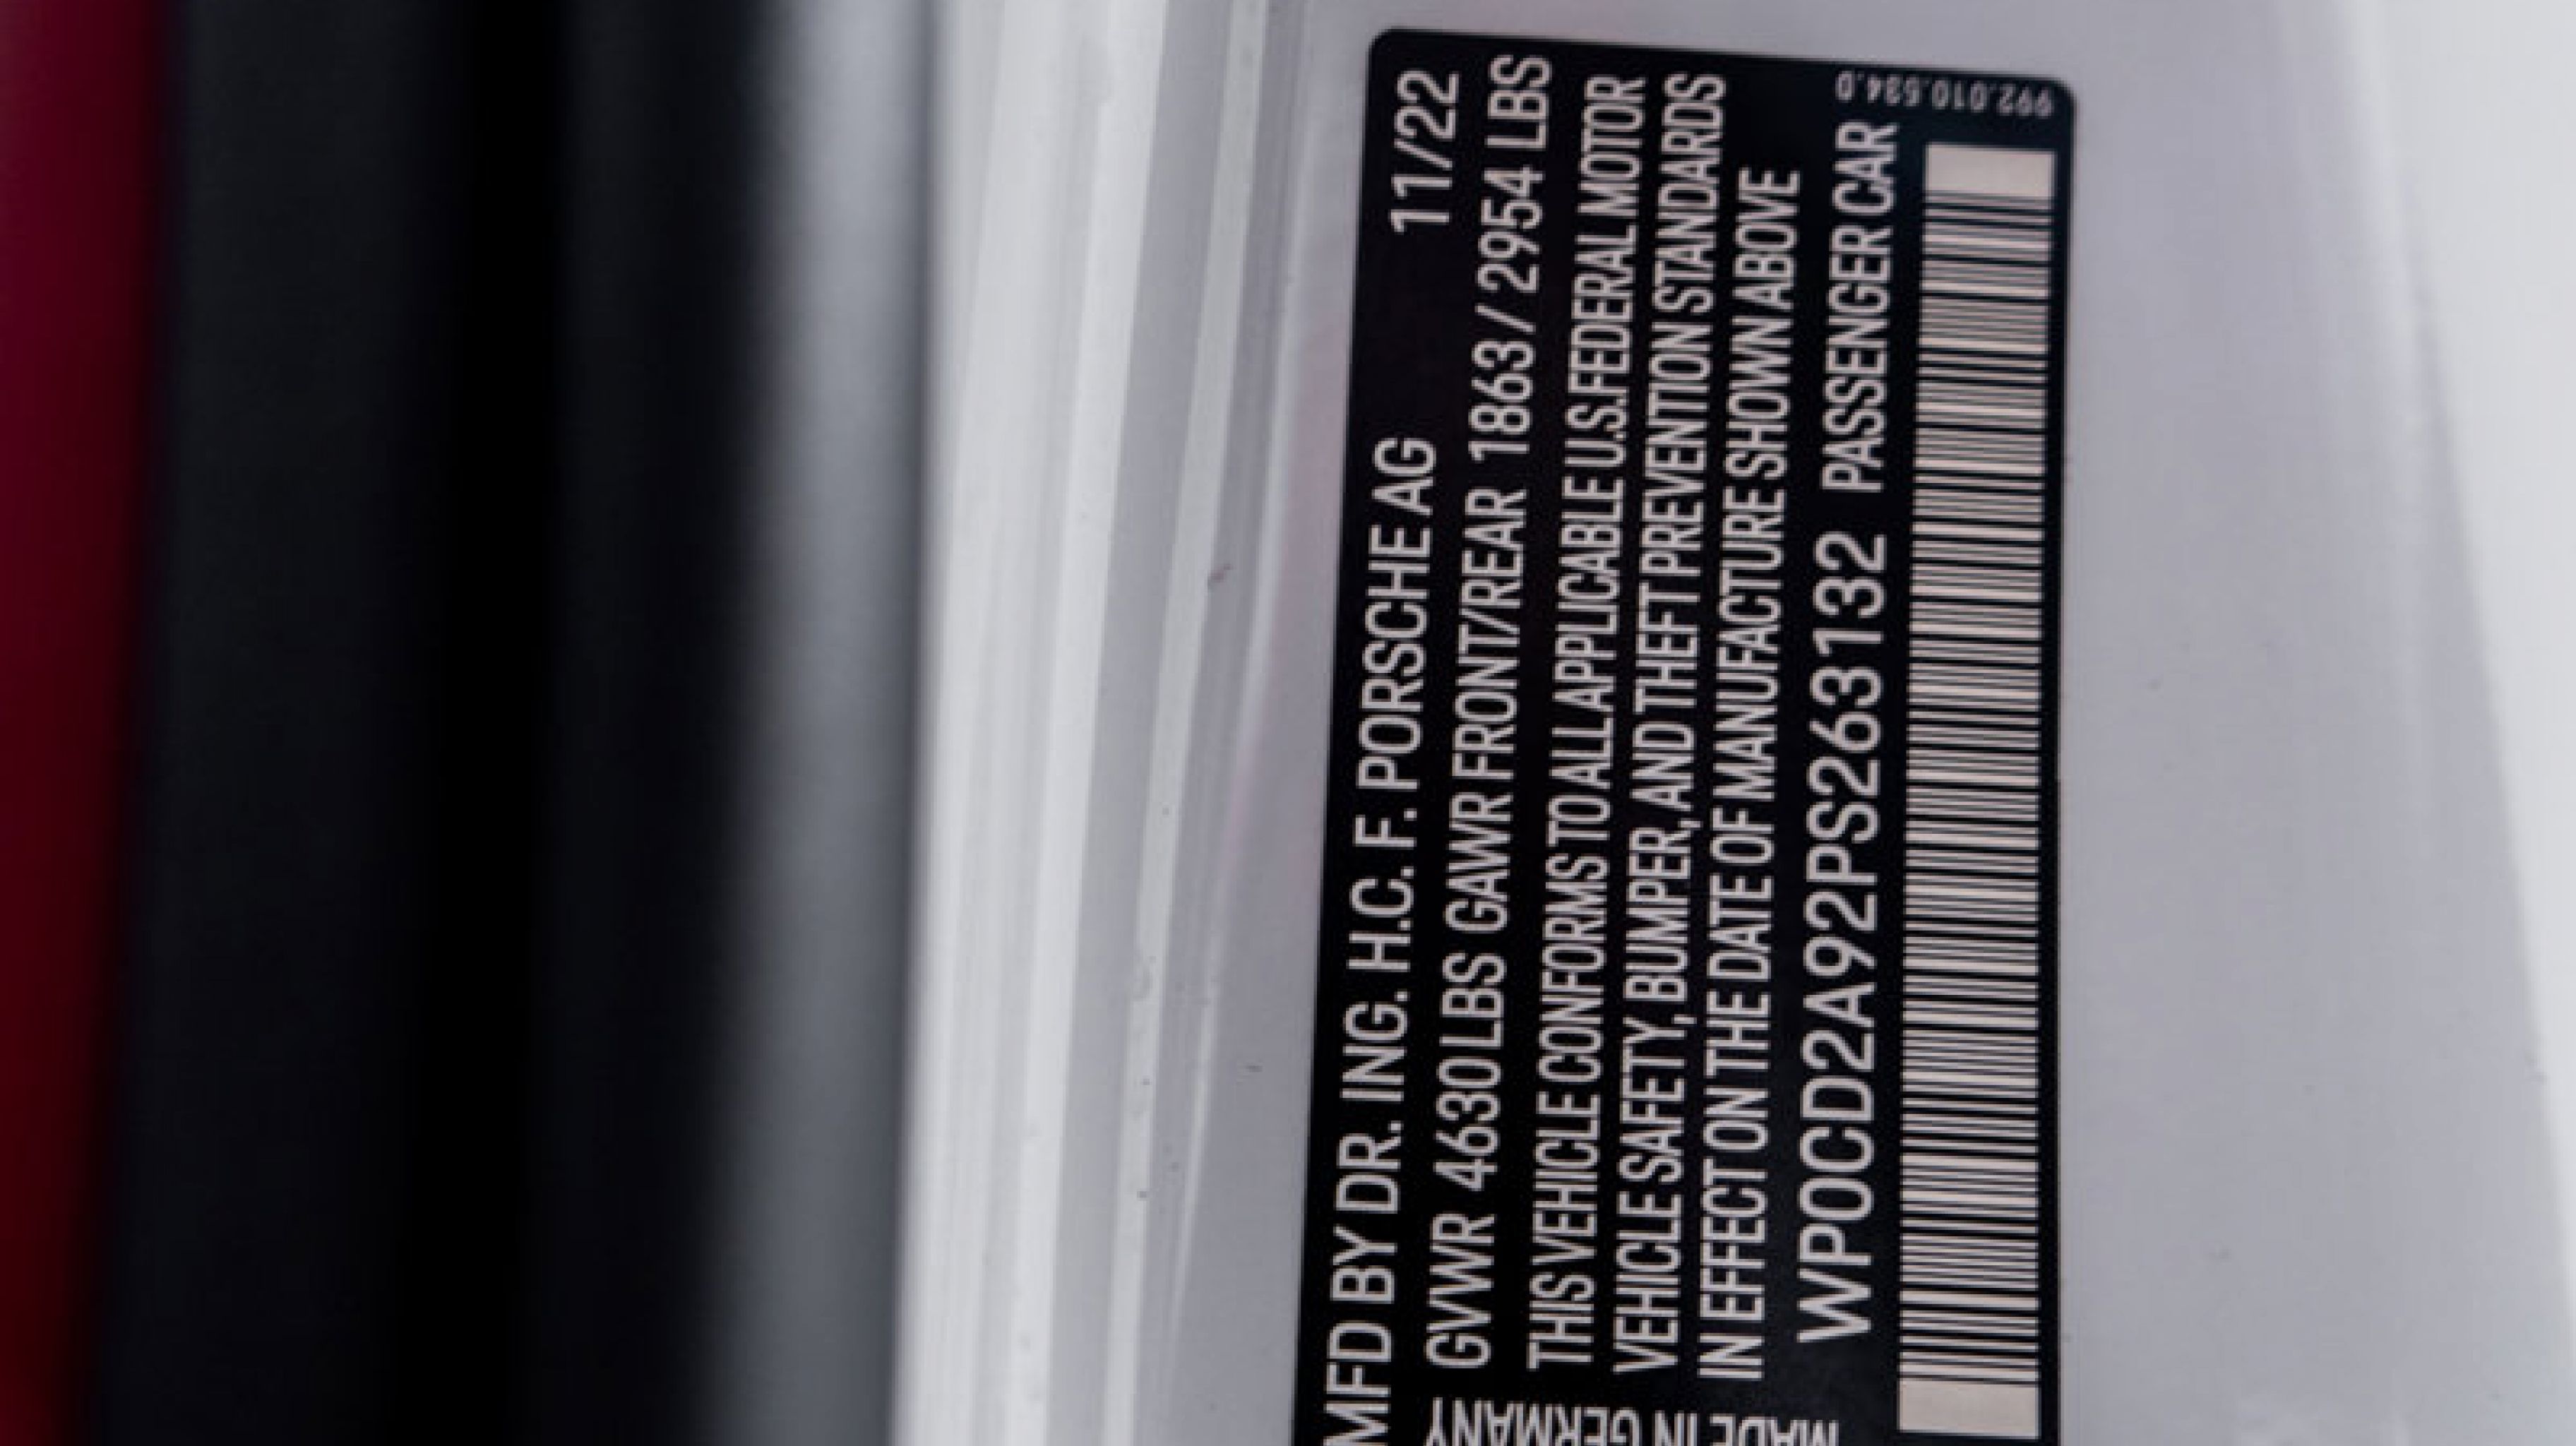 MFD BY DR. ING. H.C. F. PORSCHE AG 11/22
GVWR 4630 LBS GAWR FRONT/REAR 1863 / 2954 LBS
THIS VEHICLE CONFORMS TO ALL APPLICABLE U.S. FEDERAL MOTOR
VEHICLE SAFETY, BUMPER, AND THEFT PREVENTION STANDARDS
IN EFFECT ON THE DATE OF MANUFACTURE SHOWN ABOVE
WP0CD2A92PS263132 PASSENGER CAR
MADE IN GERMANY
992.010.534.D